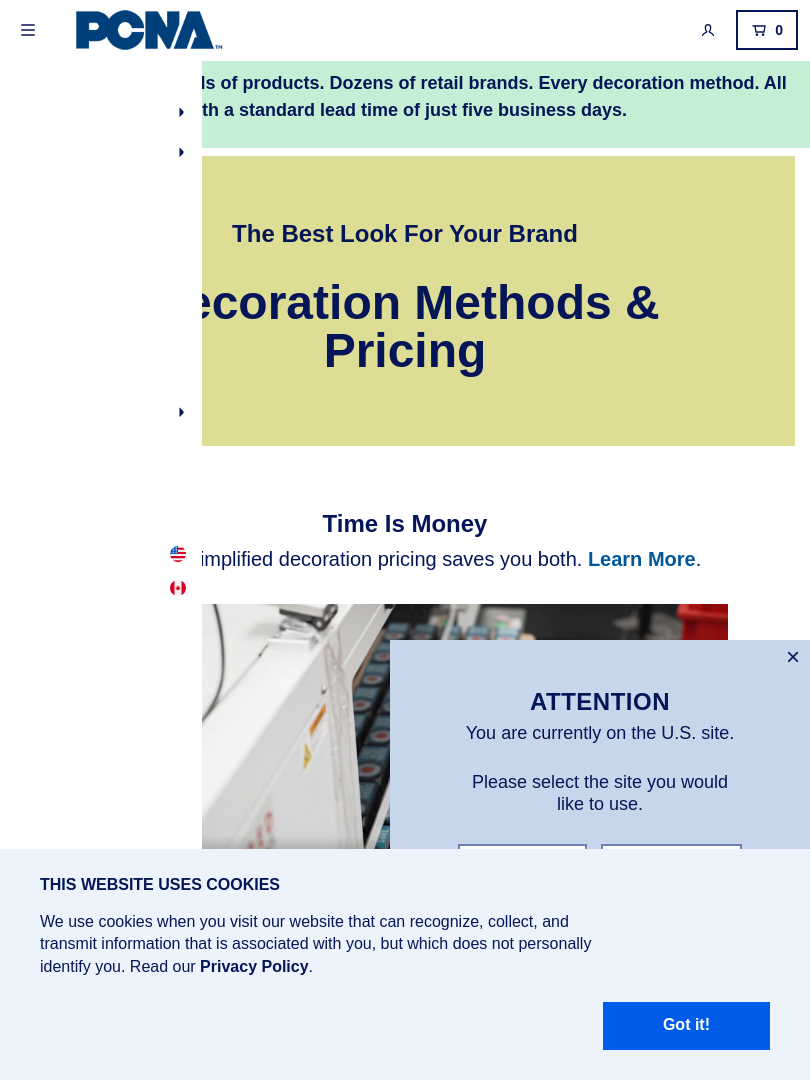 PCNA
TM
0
of products. Dozens of retail brands. Every decoration method. All
a standard lead time of just five business days.
The Best Look For Your Brand
ecoration Methods &
Pricing
Time Is Money
implified decoration pricing saves you both. Learn More.
×
ATTENTION
You are currently on the U.S. site.
Please select the site you would
like to use.
THIS WEBSITE USES COOKIES
We use cookies when you visit our website that can recognize, collect, and
transmit information that is associated with you, but which does not personally
identify you. Read our Privacy Policy.
Got it!